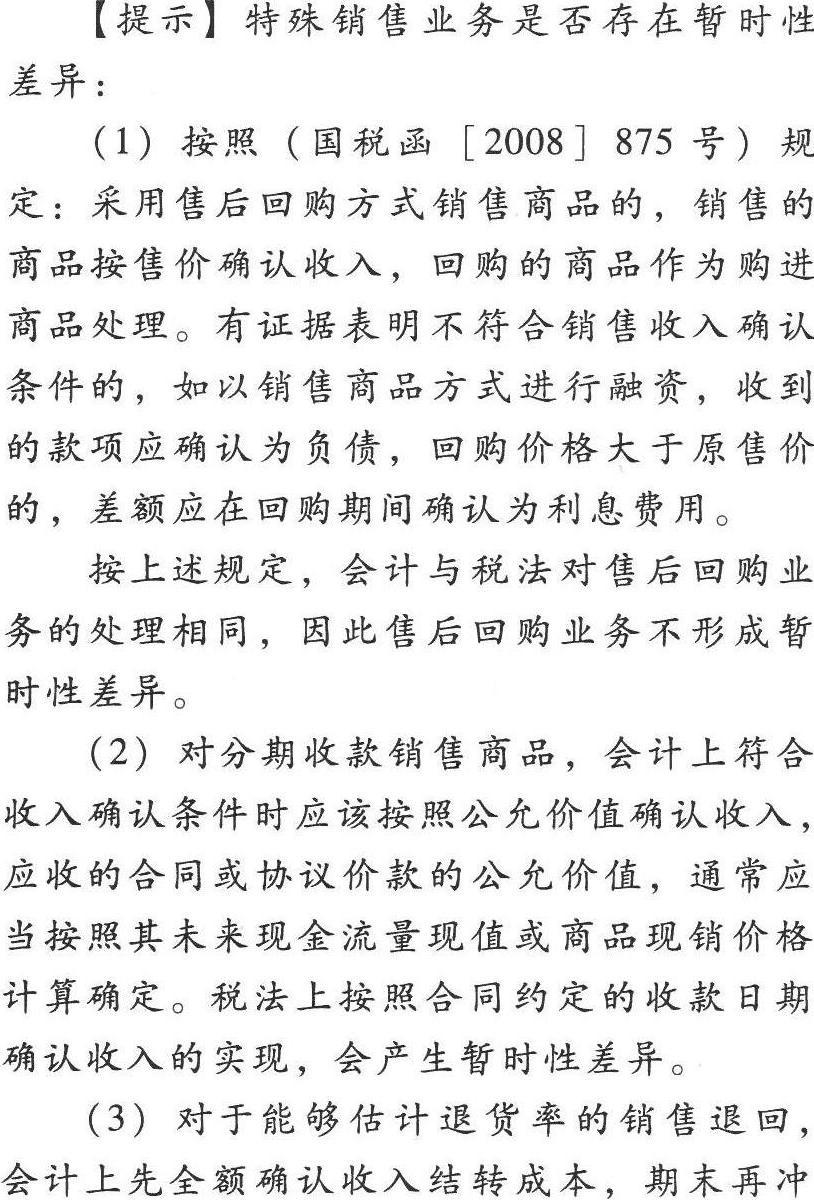 【提示】特殊销售业务是否存在暂时性
差异：
（1）按照（国税函［2008］875 号）规
定：采用售后回购方式销售商品的，销售的
商品按售价确认收入，回购的商品作为购进
商品处理。有证据表明不符合销售收入确认
条件的，如以销售商品方式进行融资，收到
的款项应确认为负债，回购价格大于原售价
的，差额应在回购期间确认为利息费用。
按上述规定，会计与税法对售后回购业
务的处理相同，因此售后回购业务不形成暂
时性差异。
（2）对分期收款销售商品，会计上符合
收入确认条件时应该按照公允价值确认收入，
应收的合同或协议价款的公允价值，通常应
当按照其未来现金流量现值或商品现销价格
计算确定。税法上按照合同约定的收款日期
确认收入的实现，会产生暂时性差异。
（3）对于能够估计退货率的销售退回，
会计上先全额确认收入结转成本，期末再冲